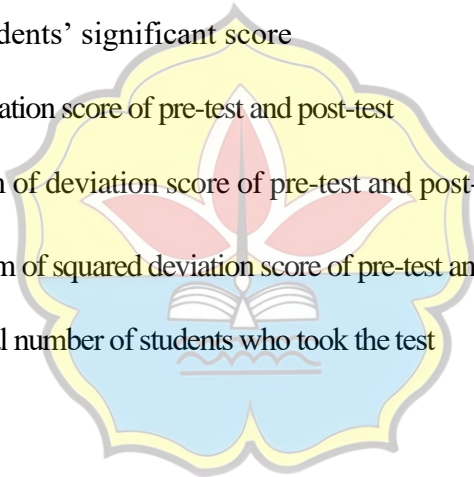 dents’ significant score
ation score of pre-test and post-test
of deviation score of pre-test and post-
m of squared deviation score of pre-test an
l number of students who took the test